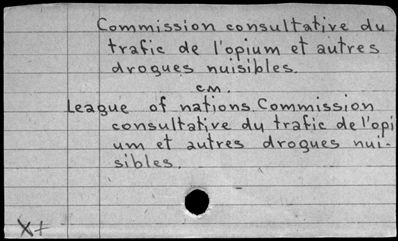 Commission consultative du
trafic de l'opium et autres
drogues nuisibles.
c.m.
League of nations. Commission
consultative du trafic de l'opi
um et autres drogues nui-
sibles.